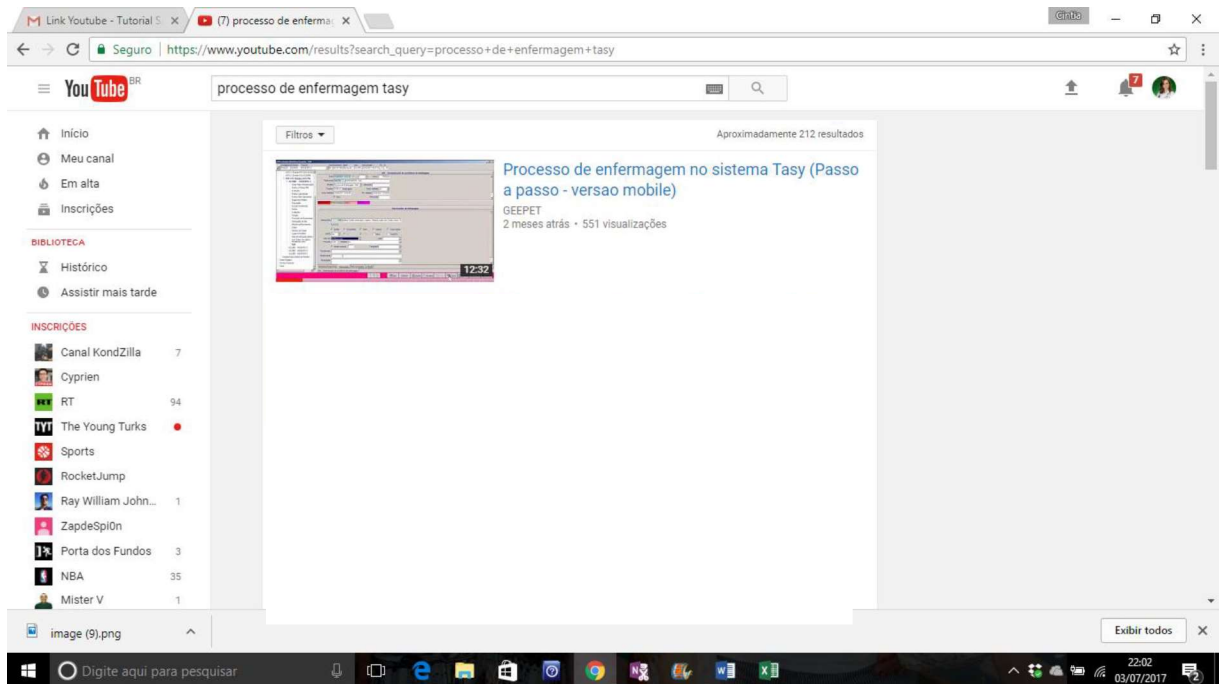 Link Youtube - Tutorial S
(7) processo de enfermag
Cintia
Seguro
https://www.youtube.com/results?search_query=processo+de+enfermagem+tasy
YouTube BR
processo de enfermagem tasy
7
Início
Meu canal
Em alta
Inscrições
BIBLIOTECA
Histórico
Assistir mais tarde
INSCRIÇÕES
Canal KondZilla 7
Cyprien
RT 94
The Young Turks
Sports
RocketJump
Ray William John... 1
ZapdeSpi0n
Porta dos Fundos 3
NBA 35
Mister V 1
Filtros
Aproximadamente 212 resultados
12:32
Processo de enfermagem no sistema Tasy (Passo
a passo - versao mobile)
GEEPET
2 meses atrás • 551 visualizações
image (9).png
Exibir todos
Digite aqui para pesquisar
22:02
03/07/2017